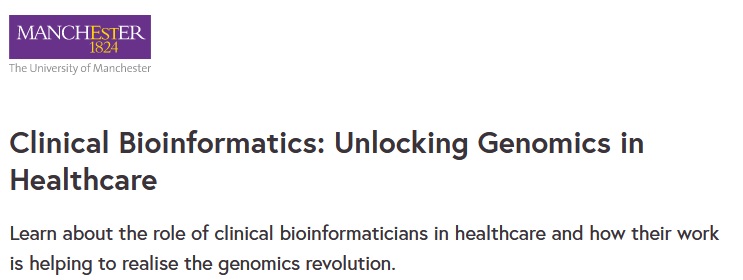 MANCHESTER
1824
The University of Manchester
Clinical Bioinformatics: Unlocking Genomics in
Healthcare
Learn about the role of clinical bioinformaticians in healthcare and how their work
is helping to realise the genomics revolution.